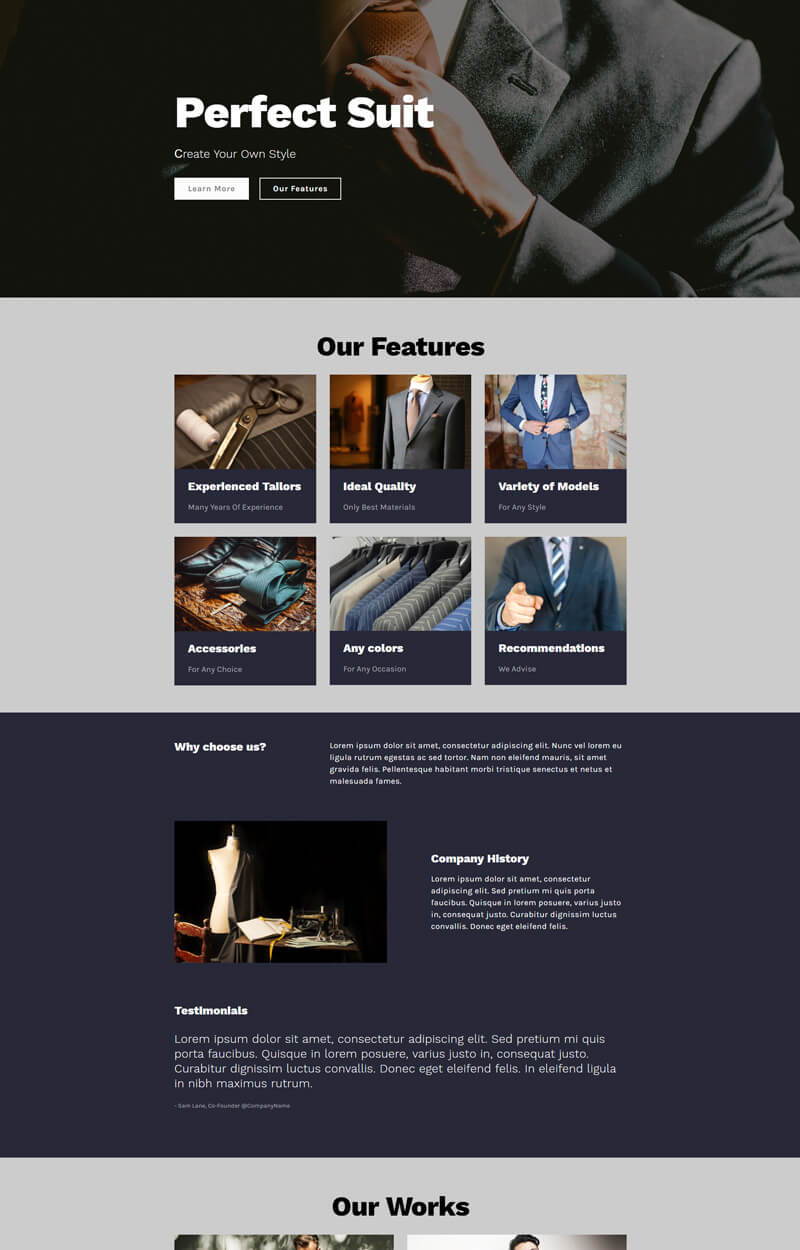 Perfect Suit
Create Your Own Style
Learn More
Our Features
Our Features
Experienced Tailors
Many Years Of Experience
Ideal Quality
Only Best Materials
Variety of Models
For Any Style
Accessories
For Any Choice
Any colors
For Any Occasion
Recommendations
We Advise
Why choose us?
Lorem ipsum dolor sit amet, consectetur adipiscing elit. Nunc vel lorem eu
ligula rutrum egestas ac sed tortor. Nam non eleifend mauris, sit amet
gravida felis. Pellentesque habitant morbi tristique senectus et netus et
malesuada fames.
Company History
Lorem ipsum dolor sit amet, consectetur
adipiscing elit. Sed pretium mi quis porta
faucibus. Quisque in lorem posuere, varius justo
in, consequat justo. Curabitur dignissim luctus
convallis. Donec eget eleifend felis.
Testimonials
Lorem ipsum dolor sit amet, consectetur adipiscing elit. Sed pretium mi quis
porta faucibus. Quisque in lorem posuere, varius justo in, consequat justo.
Curabitur dignissim luctus convallis. Donec eget eleifend felis. In eleifend ligula
in nibh maximus rutrum.
- Sam Lane, Co-Founder @CompanyName
Our Works